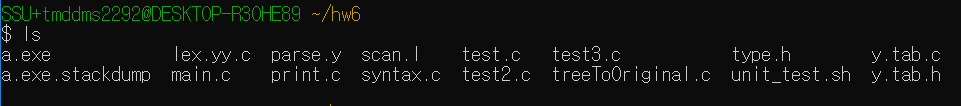 SSU+tmddms2292@DESKTOP-R3OHE89 ~/hw6
$ ls
a.exe lex.yy.c parse.y scan.l test.c test3.c type.h y.tab.c
a.exe.stackdump main.c print.c syntax.c test2.c treeToOriginal.c unit_test.sh y.tab.h